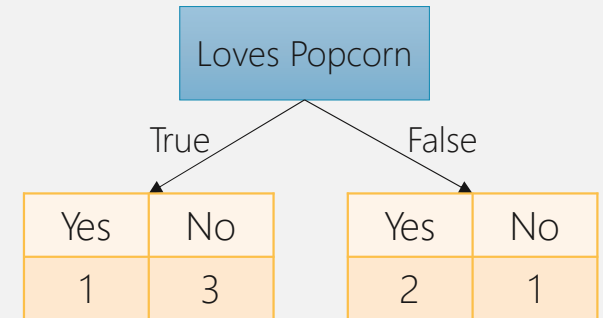 Loves Popcorn
True False
Yes No Yes No
1 3 2 1